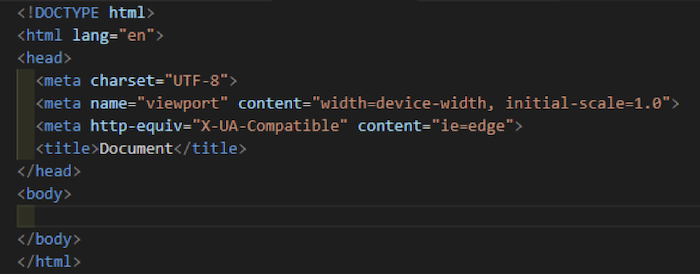 <!DOCTYPE html>
<html lang="en">
<head>
  <meta charset="UTF-8">
  <meta name="viewport" content="width=device-width, initial-scale=1.0">
  <meta http-equiv="X-UA-Compatible" content="ie=edge">
  <title>Document</title>
</head>
<body>
</body>
</html>